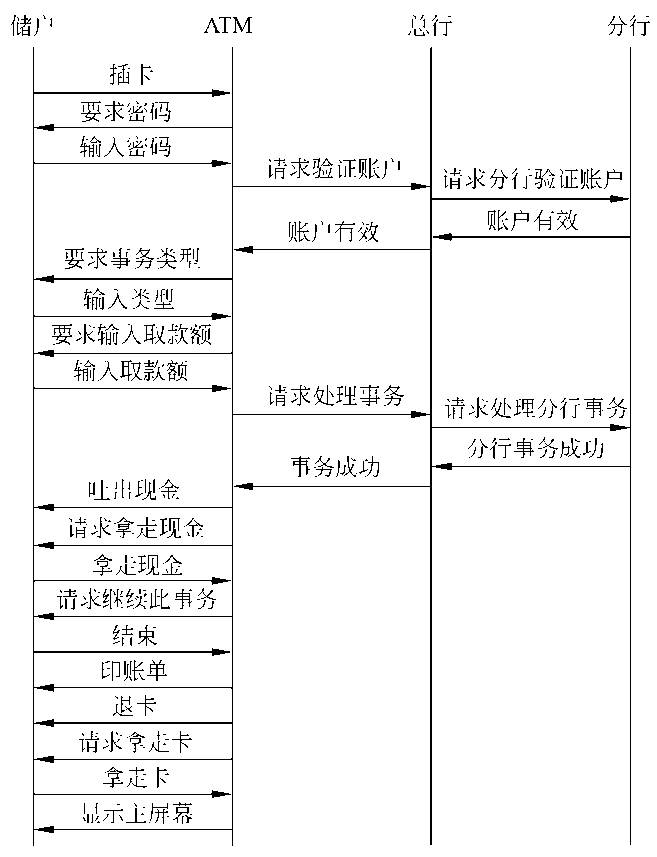 储户 ATM 总行 分行
插卡
要求密码
输入密码
请求验证账户
请求分行验证账户
账户有效
账户有效
要求事务类型
输入类型
要求输入取款额
输入取款额
请求处理事务
请求处理分行事务
分行事务成功
事务成功
吐出现金
请求拿走现金
拿走现金
请求继续此事务
结束
印账单
退卡
请求拿走卡
拿走卡
显示主屏幕